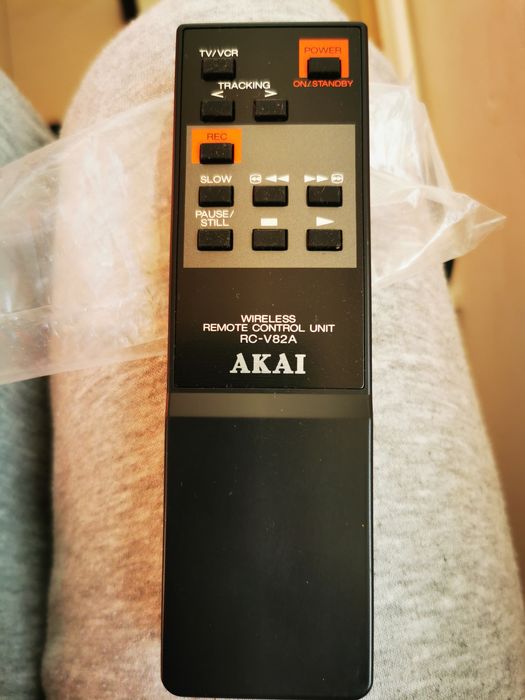 TV/VCR
POWER
ON/STANDBY
TRACKING
< >
REC
SLOW
PAUSE/
STILL
WIRELESS
REMOTE CONTROL UNIT
RC-V82A
AKAI